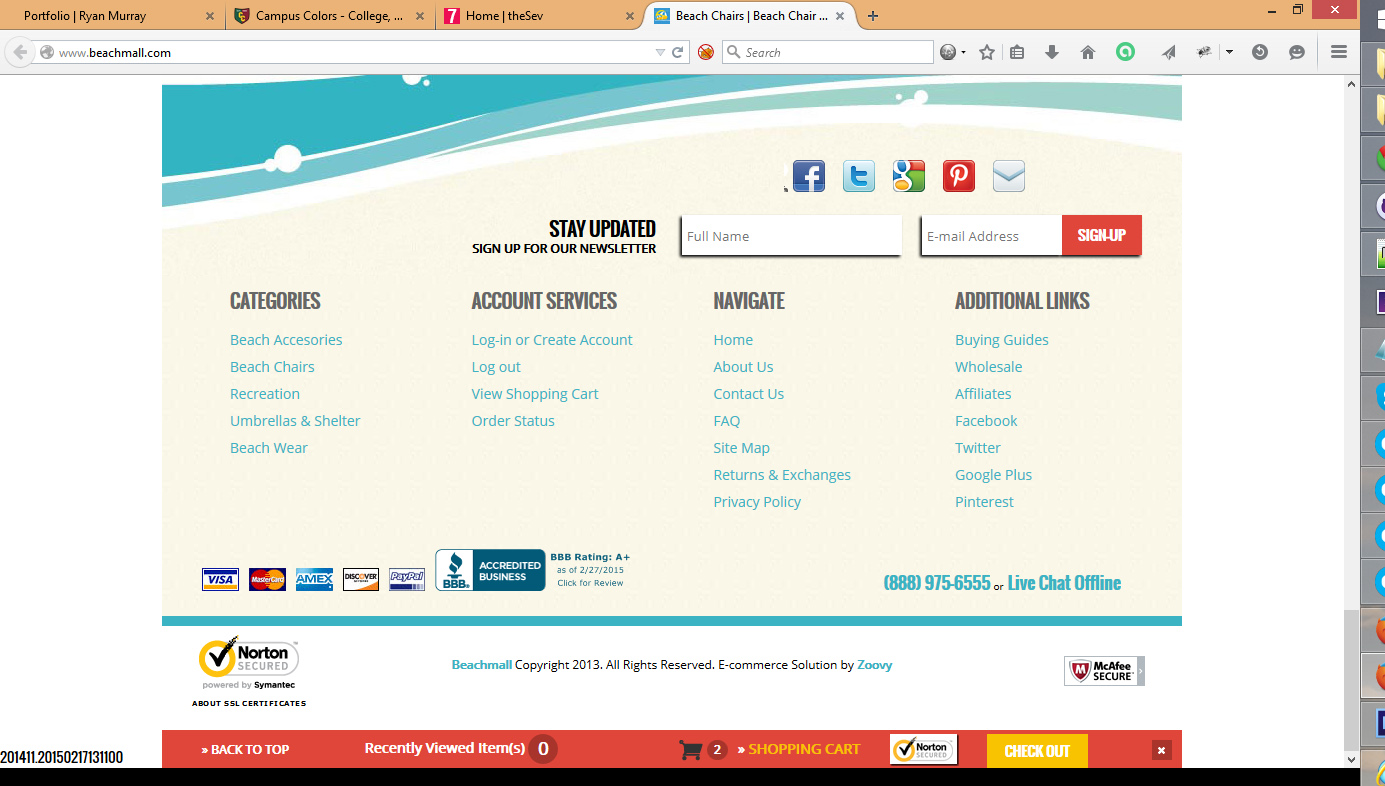 Portfolio | Ryan Murray
Campus Colors - College, ...
7 Home | theSev
Beach Chairs | Beach Chair ...
www.beachmall.com
Search
STAY UPDATED
SIGN UP FOR OUR NEWSLETTER
Full Name
E-mail Address
SIGN-UP
CATEGORIES
Beach Accesories
Beach Chairs
Recreation
Umbrellas & Shelter
Beach Wear
ACCOUNT SERVICES
Log-in or Create Account
Log out
View Shopping Cart
Order Status
NAVIGATE
Home
About Us
Contact Us
FAQ
Site Map
Returns & Exchanges
Privacy Policy
ADDITIONAL LINKS
Buying Guides
Wholesale
Affiliates
Facebook
Twitter
Google Plus
Pinterest
VISA
MasterCard
AMEX
DISCOVER
PayPal
BBB.
ACCREDITED
BUSINESS
BBB Rating: A+
as of 2/27/2015
Click for Review
(888) 975-6555 or Live Chat Offline
Norton
SECURED
powered by Symantec
ABOUT SSL CERTIFICATES
Beachmall Copyright 2013. All Rights Reserved. E-commerce Solution by Zoovy
McAfee
SECURE
201411.20150217131100
» BACK TO TOP
Recently Viewed Item(s) 0
2
» SHOPPING CART
Norton
SECURED
CHECK OUT